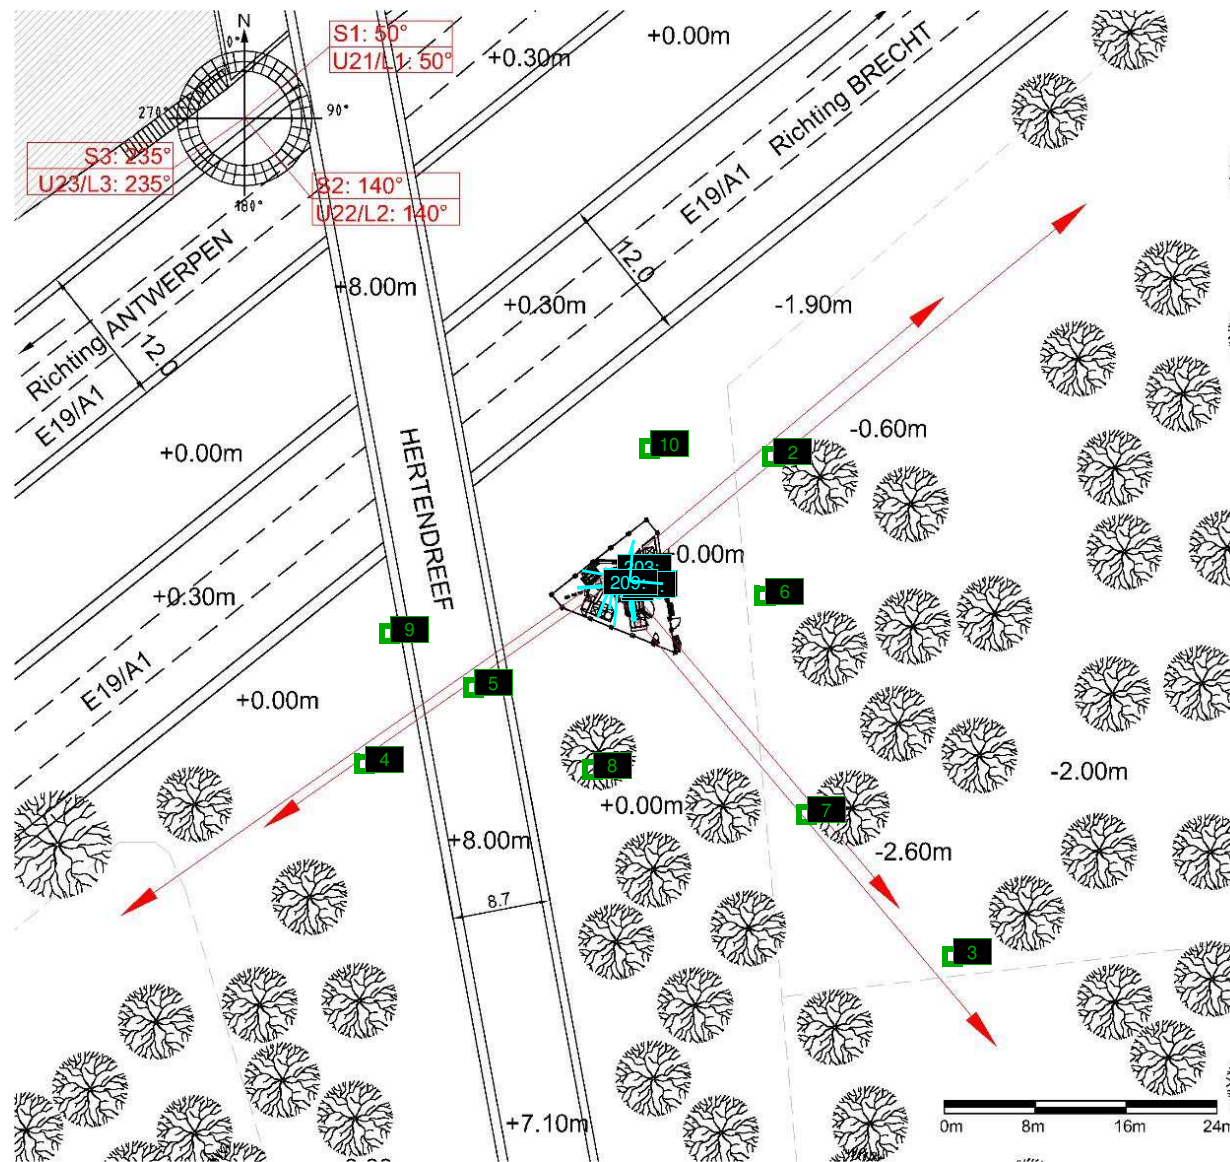 N
0°
90°
180°
270°
S1: 50°
U21/L1: 50°
S3: 235°
U23/L3: 235°
S2: 140°
U22/L2: 140°
+0.00m
+0.30m
Richting BRECHT
E19/A1
Richting ANTWERPEN
E19/A1
12.0
12.0
+8.00m
+0.30m
-1.90m
HERTENDREEF
+0.00m
-0.60m
10
2
+0.00m
203:
209:
6
+0.30m
9
E19/A1
5
+0.00m
4
8
+0.00m
7
-2.00m
+8.00m
-2.60m
8.7
3
+7.10m
0m
8m
16m
24m